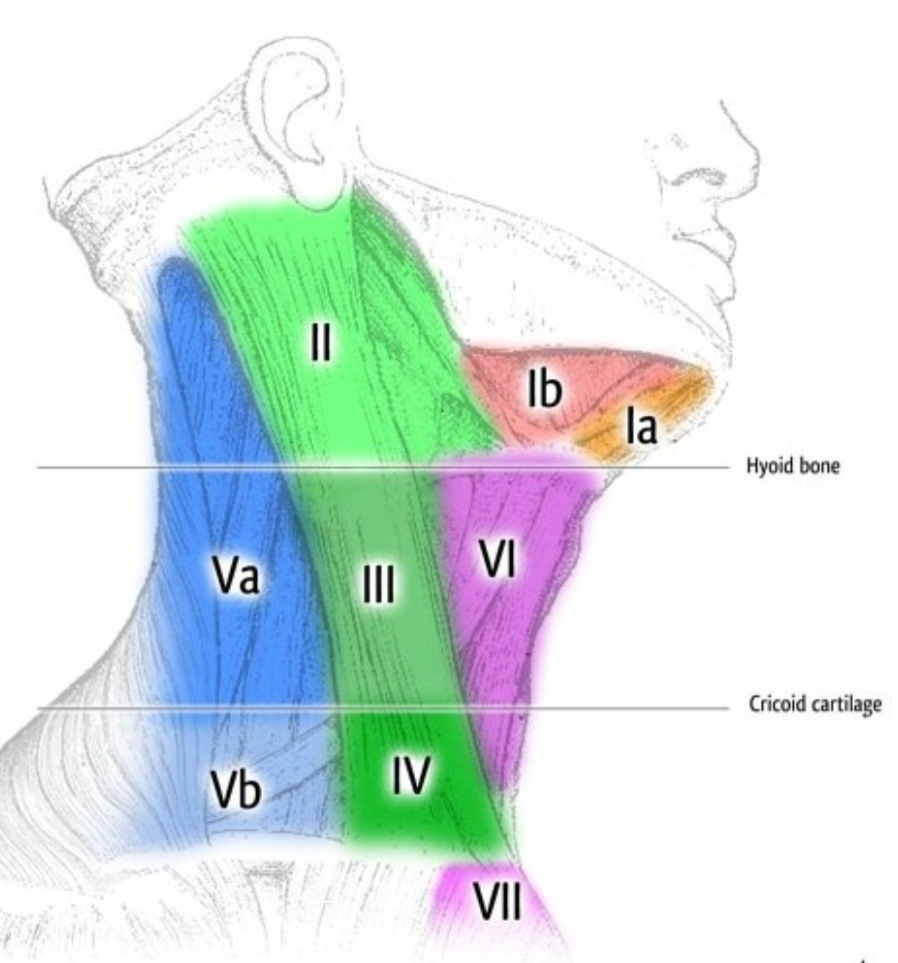 II
Ib
Ia
Hyoid bone
Va
III
VI
Cricoid cartilage
Vb
IV
VII